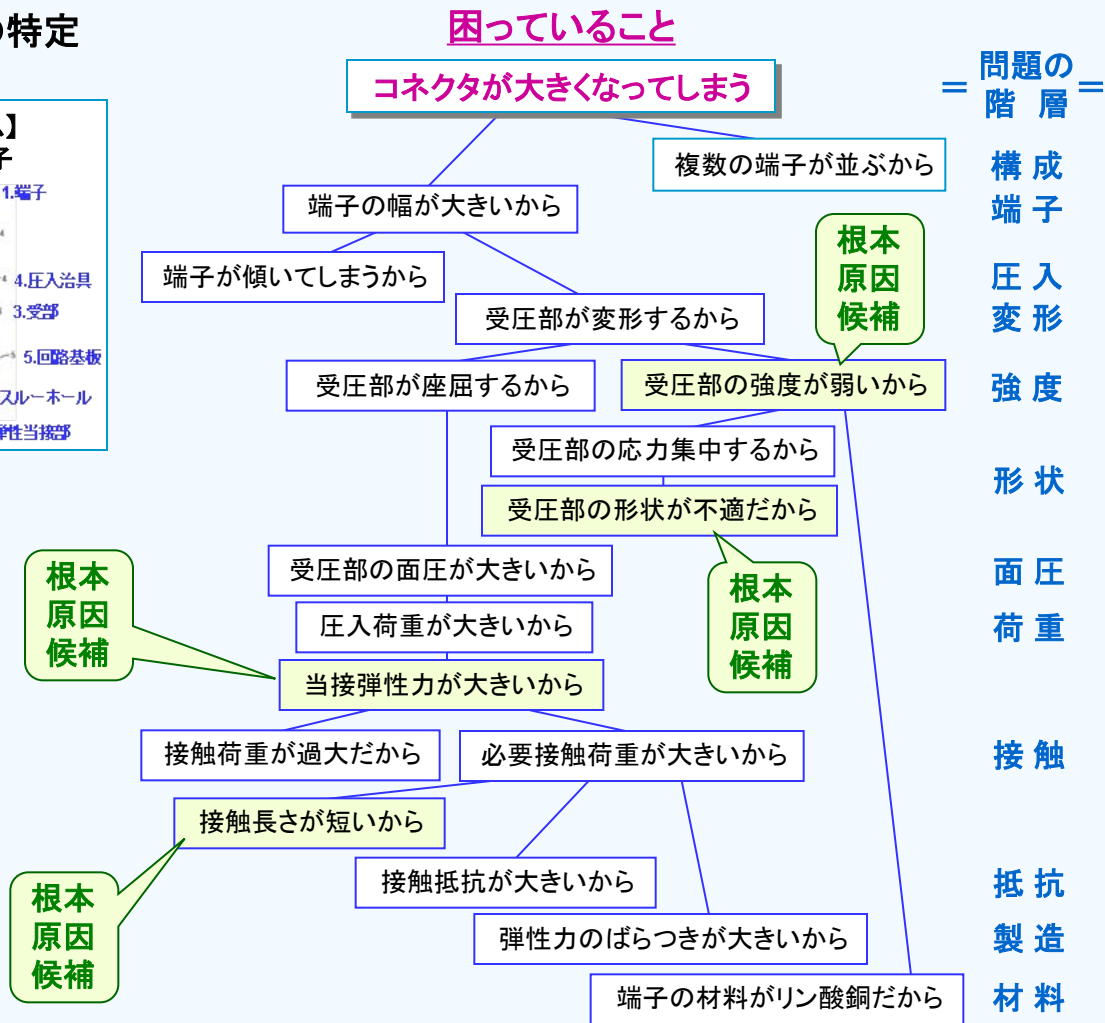 の特定
困っていること
コネクタが大きくなってしまう
＝ 問題の ＝
階 層
】
子
1.端子
4.圧入治具
3.受部
5.回路基板
スルーホール
弾性当接部
複数の端子が並ぶから
構 成
端子の幅が大きいから
端 子
端子が傾いてしまうから
圧 入
受圧部が変形するから
変 形
根本
原因
候補
受圧部が座屈するから
受圧部の強度が弱いから
強 度
受圧部の応力集中するから
形 状
受圧部の形状が不適だから
受圧部の面圧が大きいから
面 圧
根本
原因
候補
根本
原因
候補
圧入荷重が大きいから
荷 重
当接弾性力が大きいから
接触荷重が過大だから
必要接触荷重が大きいから
接 触
接触長さが短いから
根本
原因
候補
接触抵抗が大きいから
抵 抗
弾性力のばらつきが大きいから
製 造
端子の材料がリン酸銅だから
材 料